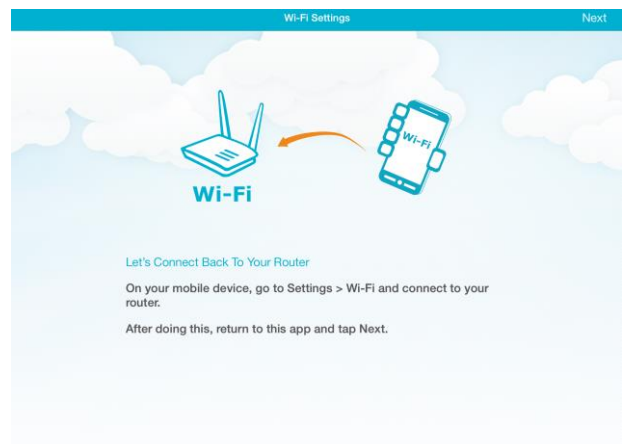 Wi-Fi Settings
Next
Wi-Fi
Wi-Fi
Let's Connect Back To Your Router
On your mobile device, go to Settings > Wi-Fi and connect to your
router.
After doing this, return to this app and tap Next.